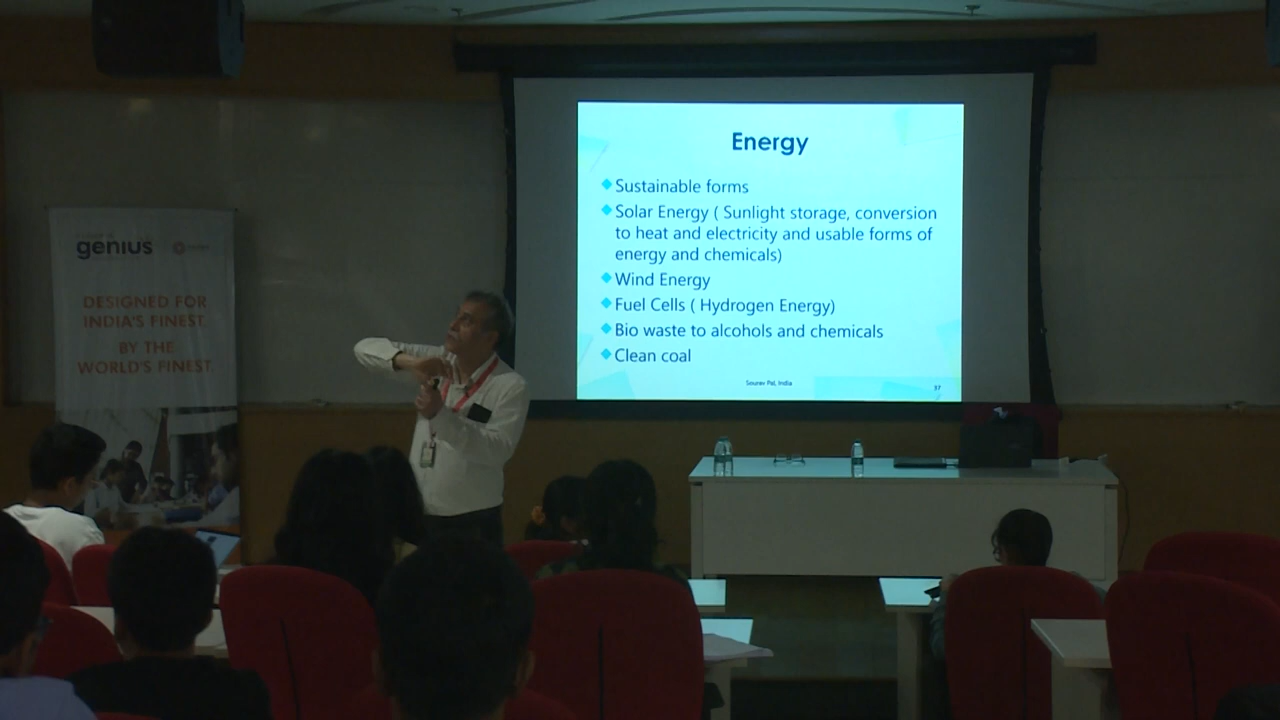 genius
DESIGNED FOR
INDIA'S FINEST.
BY THE
WORLD'S FINEST.
Energy
Sustainable forms
Solar Energy ( Sunlight storage, conversion
to heat and electricity and usable forms of
energy and chemicals)
Wind Energy
Fuel Cells ( Hydrogen Energy)
Bio waste to alcohols and chemicals
Clean coal
Sourav Pal, India
37